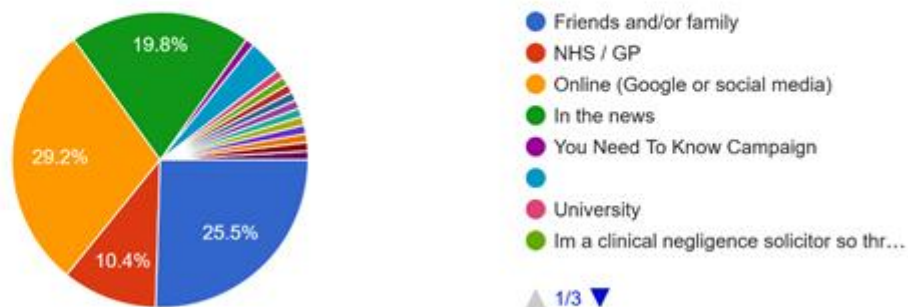 19.8%
29.2%
10.4%
25.5%
Friends and/or family
NHS / GP
Online (Google or social media)
In the news
You Need To Know Campaign
University
Im a clinical negligence solicitor so thr…
1/3